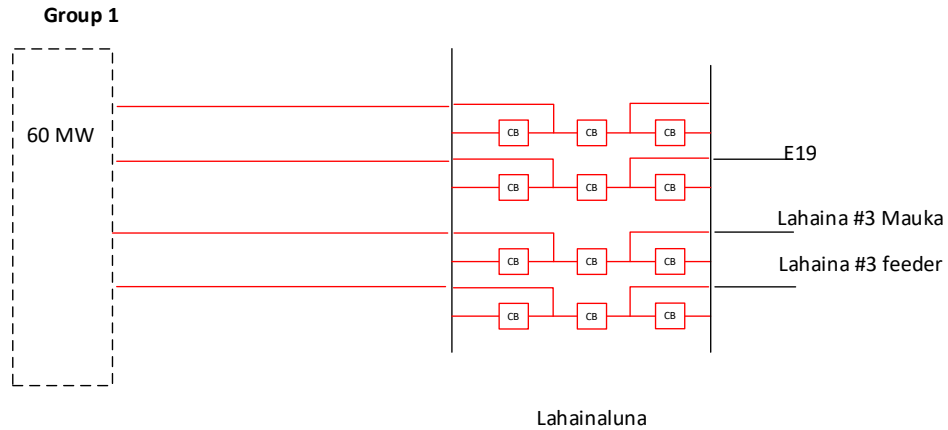 Group 1
60 MW
CB CB CB
E19
CB CB CB
Lahaina #3 Mauka
CB CB CB
Lahaina #3 feeder
CB CB CB
Lahainaluna